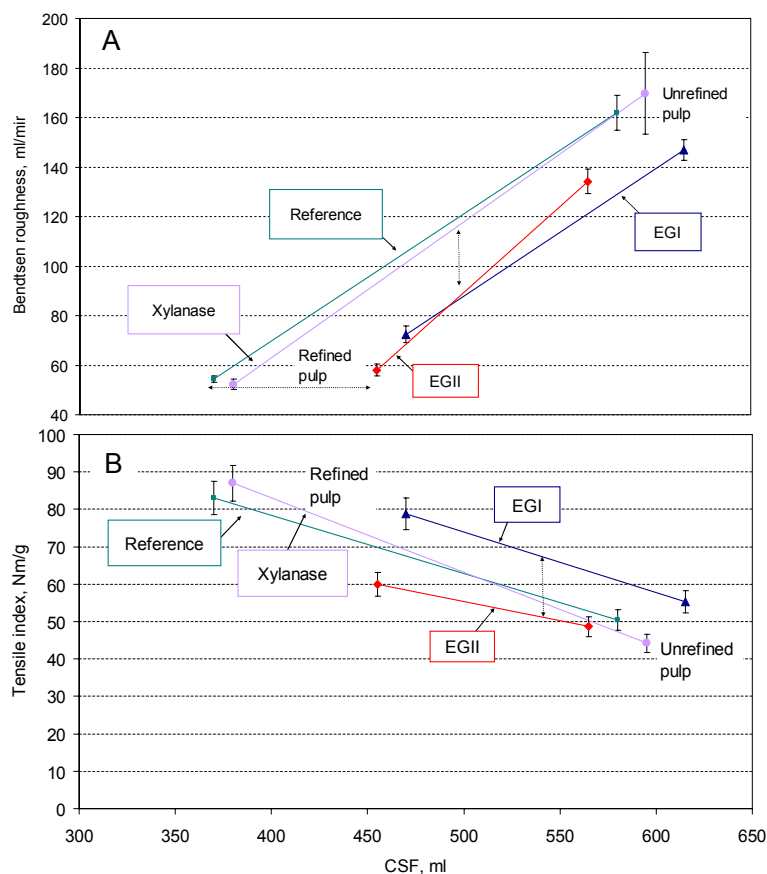 A
200
180
160
140
120
100
80
60
40
Bendtsen roughness, ml/mir
Unrefined
pulp
Reference
EGI
Xylanase
Refined
pulp
EGII
B
100
90
80
70
60
50
40
30
20
10
0
Tensile index, Nm/g
Refined
pulp
EGI
Reference
Xylanase
EGII
Unrefined
pulp
300
350
400
450
500
550
600
650
CSF, ml